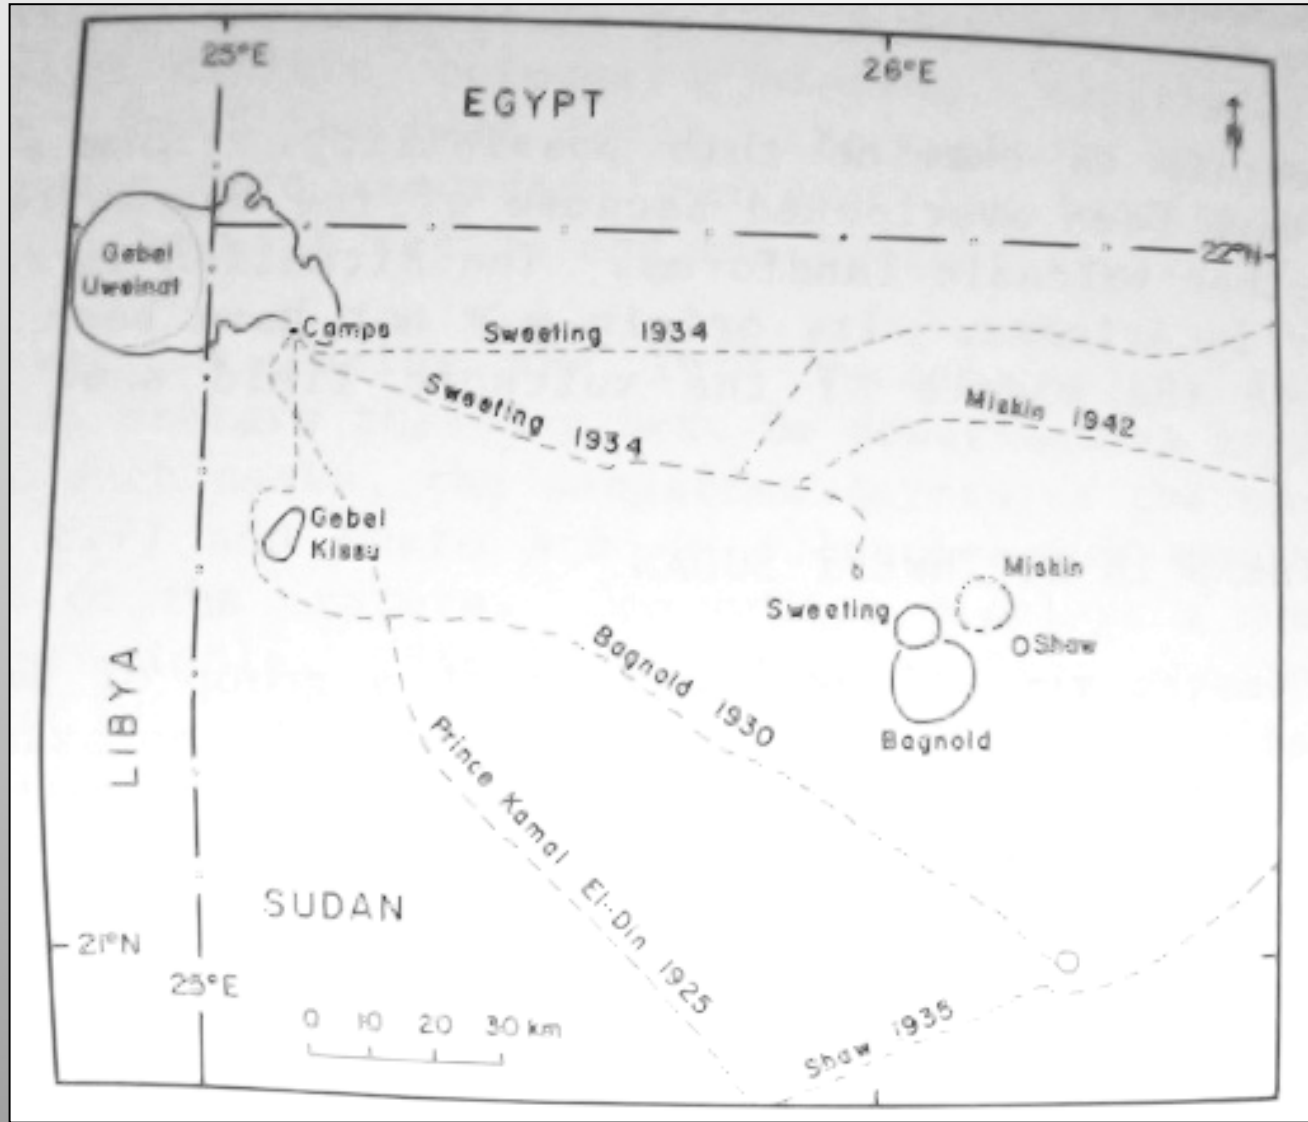 25°E
26°E
EGYPT
N
22°N
Gebel
Uweinat
Camps
Sweeting 1934
Sweeting 1934
Miskin 1942
Gebel
Kissu
Miskin
Sweeting
Shaw
Bagnold
Bagnold 1930
LIBYA
Prince Kamal El-Din 1925
SUDAN
21°N
25°E
0 10 20 30 km
Shaw 1935